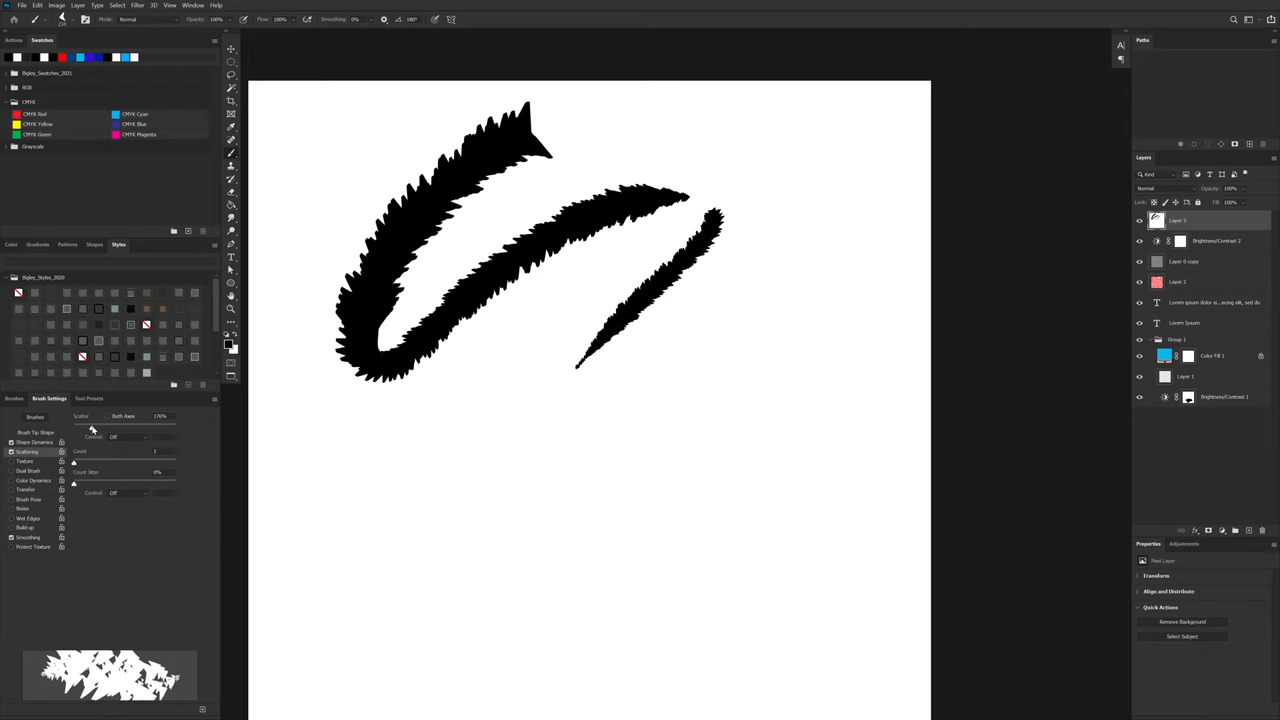 File Edit Image Layer Type Select Filter 3D View Window Help
234 Mode: Normal Opacity: 100% Flow: 100% Smoothing: 0% 180°
Actions Swatches
Bigley_Swatches_2021
RGB
CMYK
CMYK Red CMYK Cyan
CMYK Yellow CMYK Blue
CMYK Green CMYK Magenta
Grayscale
Color Gradients Patterns Shapes Styles
Bigley_Styles_2020
Brushes Brush Settings Tool Presets
Brushes
Scatter Both Axes 176%
Control: Off
Count 1
Count Jitter 0%
Control: Off
Brush Tip Shape
Shape Dynamics
Scattering
Texture
Dual Brush
Color Dynamics
Transfer
Brush Pose
Noise
Wet Edges
Build-up
Smoothing
Protect Texture
Paths
Layers
Kind
Normal Opacity: 100%
Lock: Fill: 100%
Layer 3
Brightness/Contrast 2
Layer 0 copy
Layer 2
Lorem ipsum dolor si...scing elit, sed do
Lorem Ipsum
Group 1
Color Fill 1
Layer 1
Brightness/Contrast 1
fx
Properties Adjustments
Pixel Layer
Transform
Align and Distribute
Quick Actions
Remove Background
Select Subject